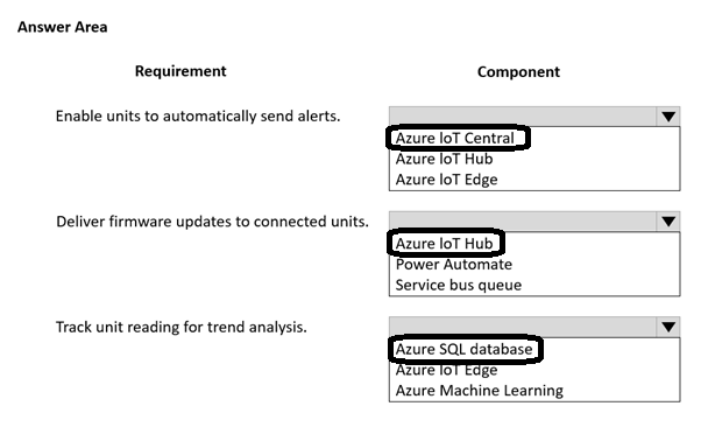 Answer Area
Requirement Component
Enable units to automatically send alerts.
Azure IoT Central
Azure IoT Hub
Azure IoT Edge
Deliver firmware updates to connected units.
Azure IoT Hub
Power Automate
Service bus queue
Track unit reading for trend analysis.
Azure SQL database
Azure IoT Edge
Azure Machine Learning